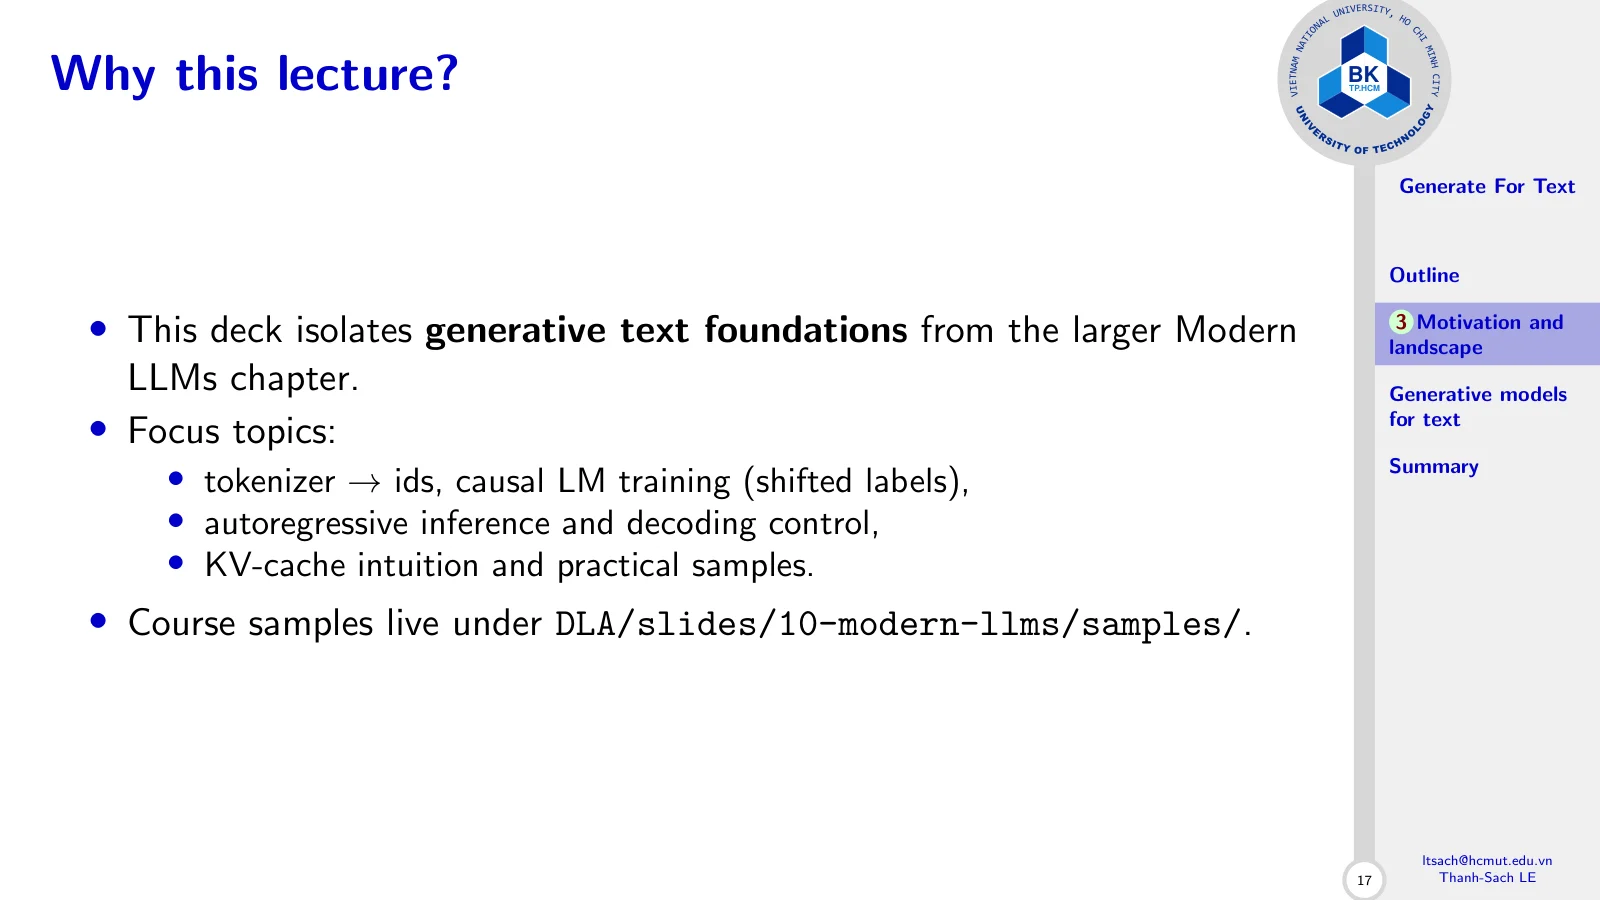 Why this lecture?
• This deck isolates generative text foundations from the larger Modern
LLMs chapter.
• Focus topics:
• tokenizer → ids, causal LM training (shifted labels),
• autoregressive inference and decoding control,
• KV-cache intuition and practical samples.
• Course samples live under DLA/slides/10-modern-llms/samples/.
VIETNAM NATIONAL UNIVERSITY, HO CHI MINH CITY
UNIVERSITY OF TECHNOLOGY
BK
TP.HCM
Generate For Text
Outline
3 Motivation and
landscape
Generative models
for text
Summary
ltsach@hcmut.edu.vn
Thanh-Sach LE
17